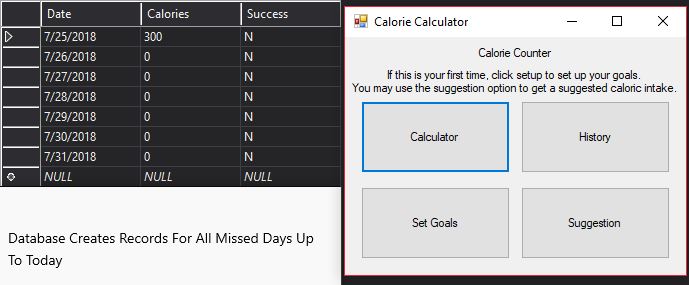 Date Calories Success
7/25/2018 300 N
7/26/2018 0 N
7/27/2018 0 N
7/28/2018 0 N
7/29/2018 0 N
7/30/2018 0 N
7/31/2018 0 N
NULL NULL NULL
Database Creates Records For All Missed Days Up
To Today
Calorie Calculator
Calorie Counter
If this is your first time, click setup to set up your goals.
You may use the suggestion option to get a suggested caloric intake.
Calculator History
Set Goals Suggestion